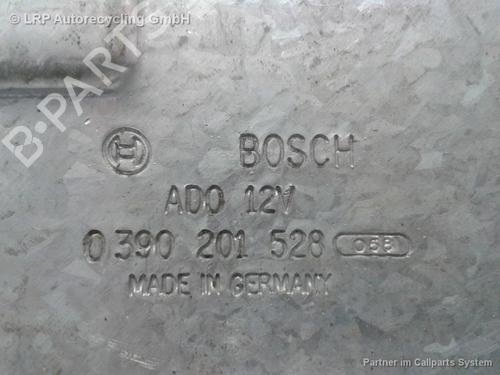 © LRP Autorecycling GmbH
B-PARTS
BOSCH
ADO 12V
0 390 201 528 058
MADE IN GERMANY
Partner im Callparts System